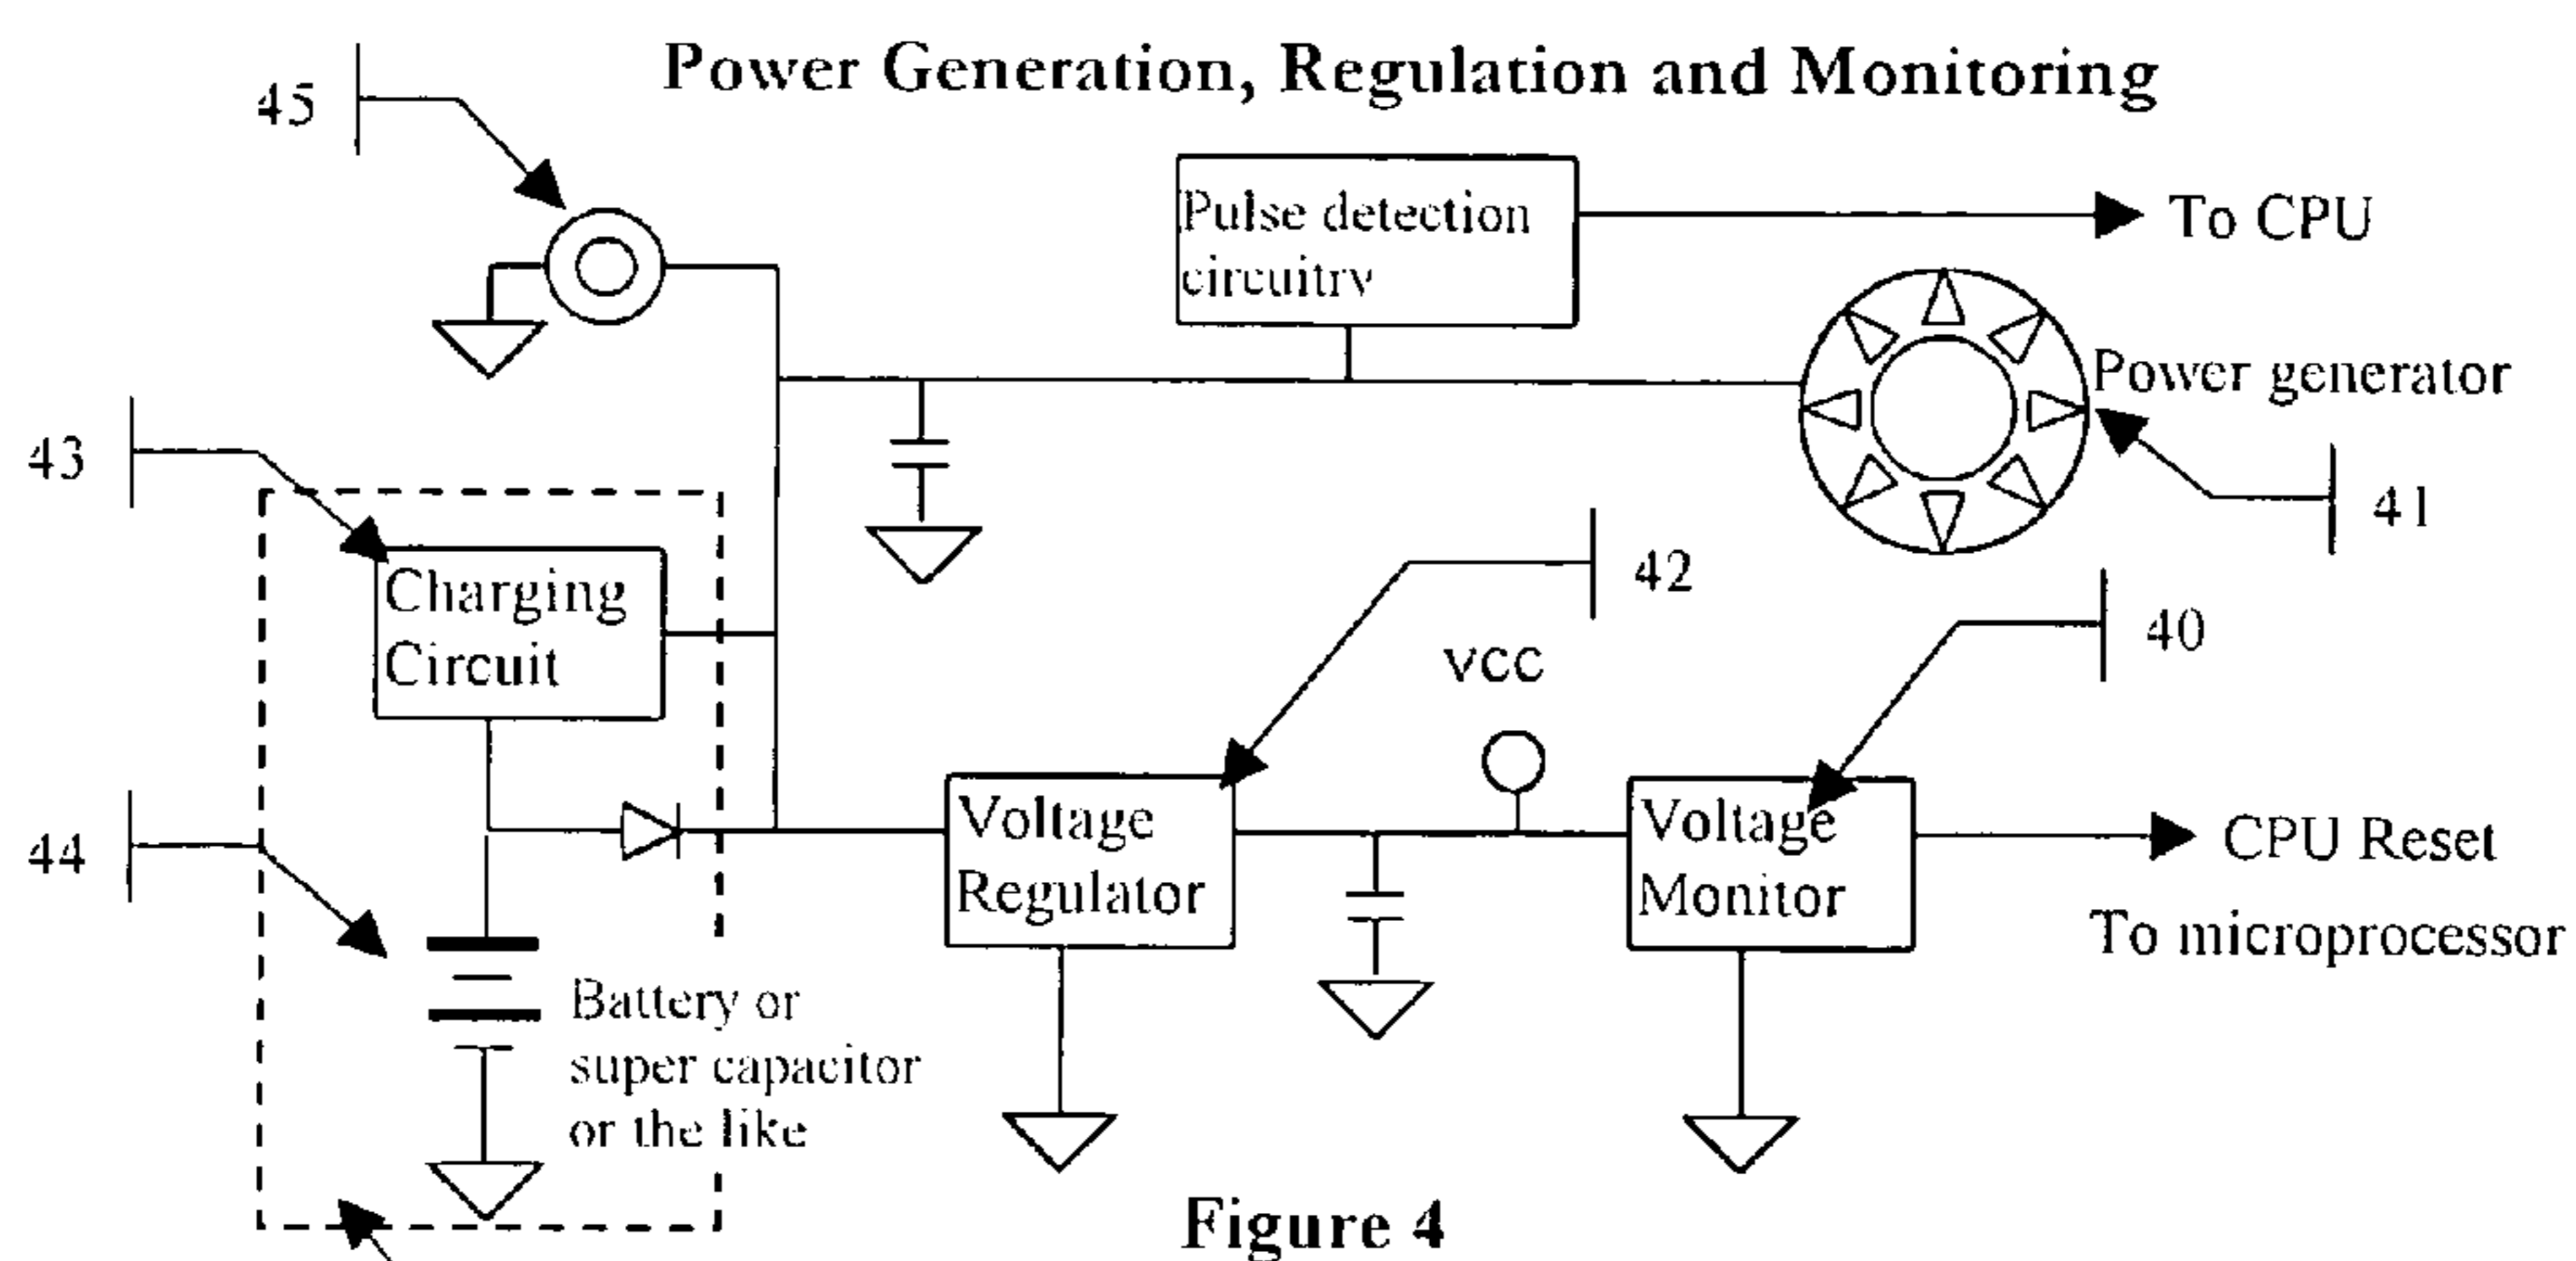 Power Generation, Regulation and Monitoring
45
Pulse detection
circuitry
To CPU
Power generator
43
41
42
Charging
Circuit
40
VCC
44
Voltage
Regulator
Voltage
Monitor
CPU Reset
To microprocessor
Battery or
super capacitor
or the like
Figure 4